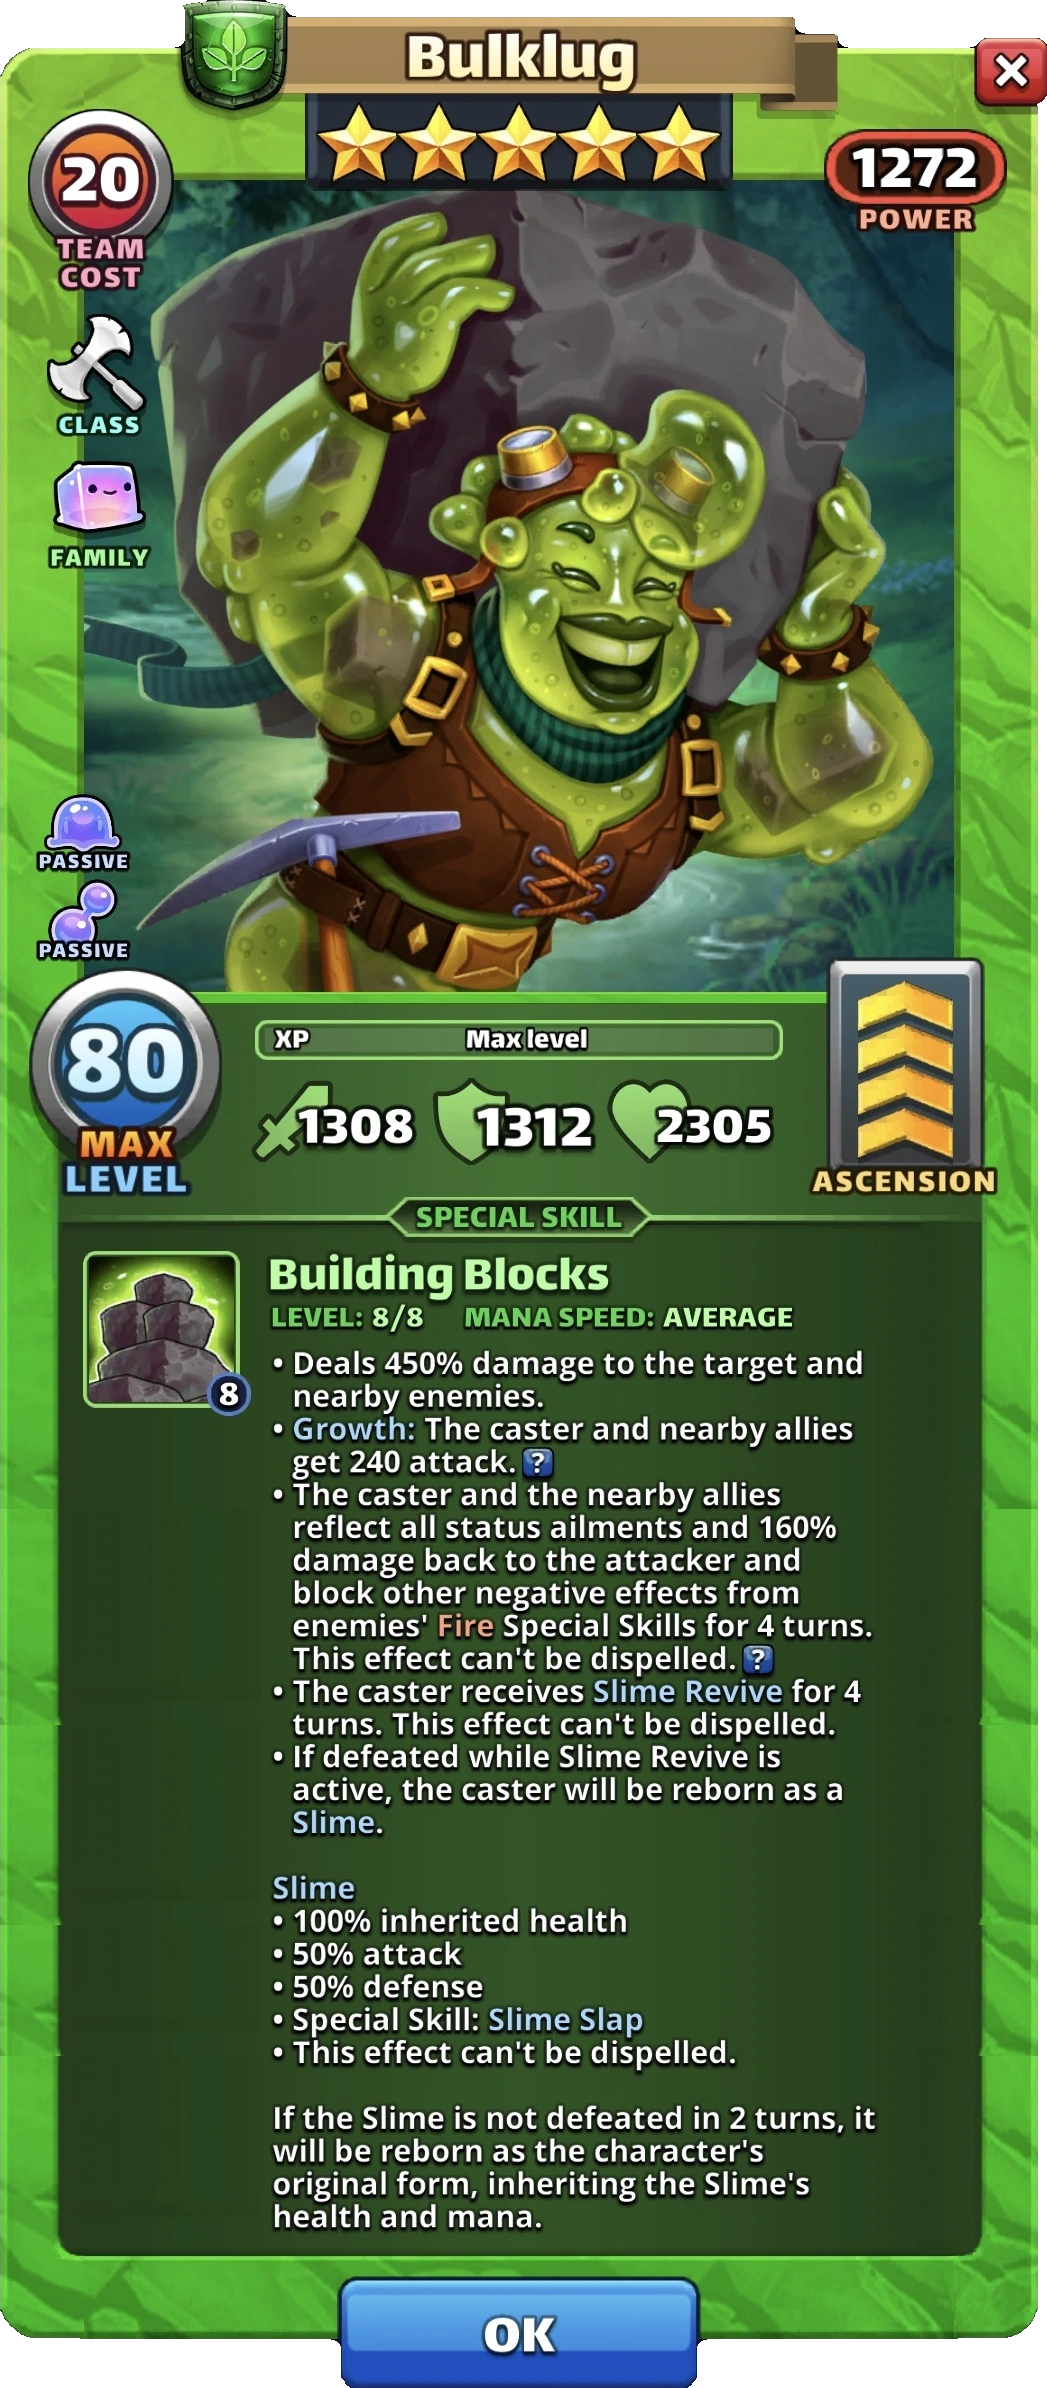 Bulklug
20
TEAM
COST
1272
POWER
CLASS
FAMILY
PASSIVE
PASSIVE
80
MAX
LEVEL
XP Max level
1308 1312 2305
ASCENSION
SPECIAL SKILL
8
Building Blocks
LEVEL: 8/8 MANA SPEED: AVERAGE
• Deals 450% damage to the target and
nearby enemies.
• Growth: The caster and nearby allies
get 240 attack. ?
• The caster and the nearby allies
reflect all status ailments and 160%
damage back to the attacker and
block other negative effects from
enemies' Fire Special Skills for 4 turns.
This effect can't be dispelled. ?
• The caster receives Slime Revive for 4
turns. This effect can't be dispelled.
• If defeated while Slime Revive is
active, the caster will be reborn as a
Slime.
Slime
• 100% inherited health
• 50% attack
• 50% defense
• Special Skill: Slime Slap
• This effect can't be dispelled.
If the Slime is not defeated in 2 turns, it
will be reborn as the character's
original form, inheriting the Slime's
health and mana.
OK